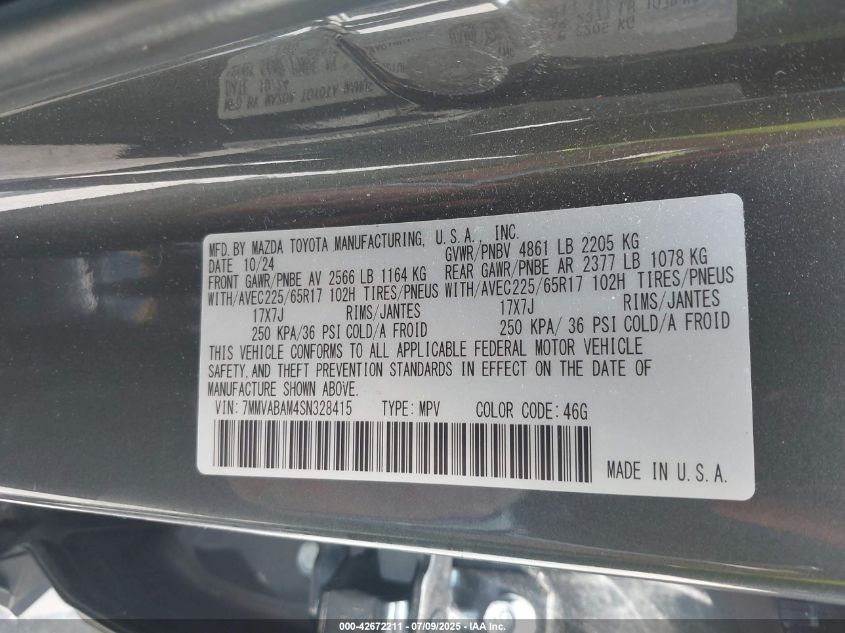 MFD. BY MAZDA TOYOTA MANUFACTURING, U.S.A. INC.
DATE 10/24 GVWR/PNBV 4861 LB 2205 KG
FRONT GAWR/PNBE AV 2566 LB 1164 KG REAR GAWR/PNBE AR 2377 LB 1078 KG
WITH/AVEC225/65R17 102H TIRES/PNEUS WITH/AVEC225/65R17 102H TIRES/PNEUS
17X7J RIMS/JANTES 17X7J RIMS/JANTES
250 KPA/36 PSI COLD/A FROID 250 KPA/ 36 PSI COLD/A FROID
THIS VEHICLE CONFORMS TO ALL APPLICABLE FEDERAL MOTOR VEHICLE
SAFETY, AND THEFT PREVENTION STANDARDS IN EFFECT ON THE DATE OF
MANUFACTURE SHOWN ABOVE.
VIN: 7MMVABAM4SN328415 TYPE: MPV COLOR CODE: 46G
MADE IN U.S.A.
000-42672211 - 07/09/2025 - IAA Inc.